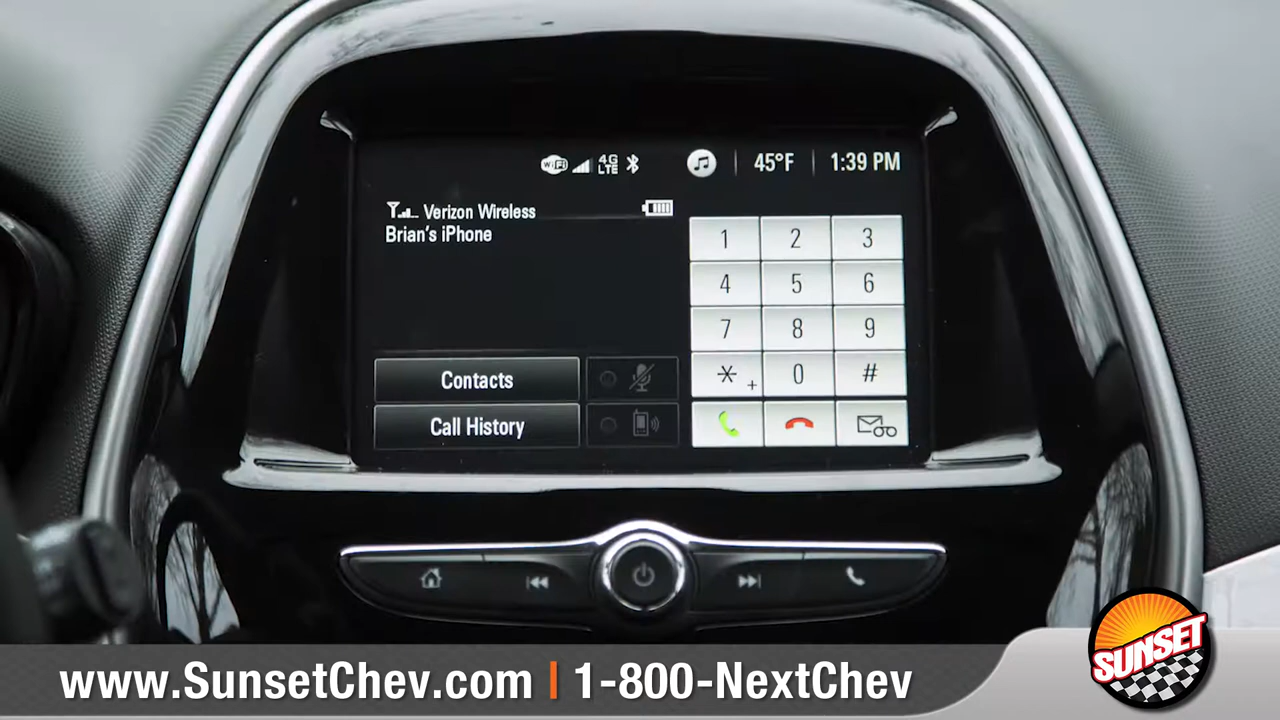 WiFi 4G LTE 45°F 1:39 PM
Verizon Wireless
Brian's iPhone
1 2 3
4 5 6
7 8 9
* + 0 #
Contacts
Call History
www.SunsetChev.com | 1-800-NextChev
SUNSET